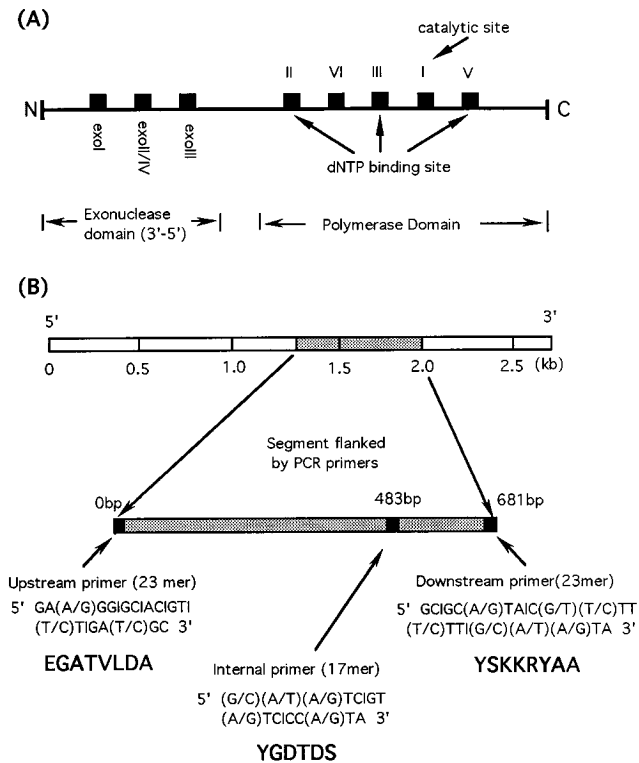 (A)
catalytic site
II VI III I V
N C
exoI exoII/IV exoIII
dNTP binding site
Exonuclease
domain (3'-5')
Polymerase Domain
(B)
5' 3'
0 0.5 1.0 1.5 2.0 2.5 (kb)
Segment flanked
by PCR primers
0bp 483bp 681bp
Upstream primer (23 mer)
5' GA(A/G)GGIGCIACIGTI
(T/C)TIGA(T/C)GC 3'
EGATVLDA
Downstream primer(23mer)
5' GCIGC(A/G)TAIC(G/T)(T/C)TT
(T/C)TTI(G/C)(A/T)(A/G)TA 3'
YSKKRYAA
Internal primer (17mer)
5' (G/C)(A/T)(A/G)TCIGT
(A/G)TCICC(A/G)TA 3'
YGDTDS